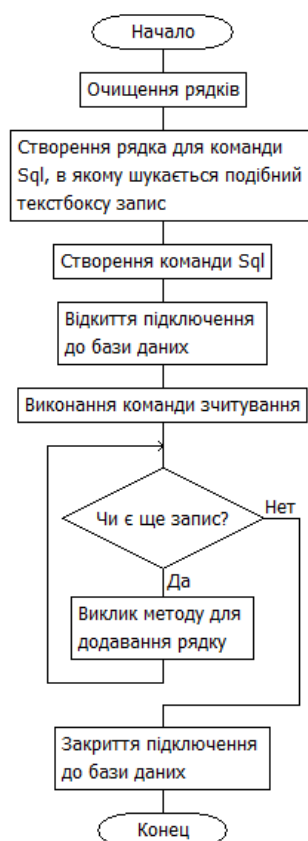 Начало
Очищення рядків
Створення рядка для команди
Sql, в якому шукається подібний
текстбоксу запис
Створення команди Sql
Відкиття підключення
до бази даних
Виконання команди зчитування
Чи є ще запис?
Нет
Да
Виклик методу для
додавання рядку
Закриття підключення
до бази даних
Конец